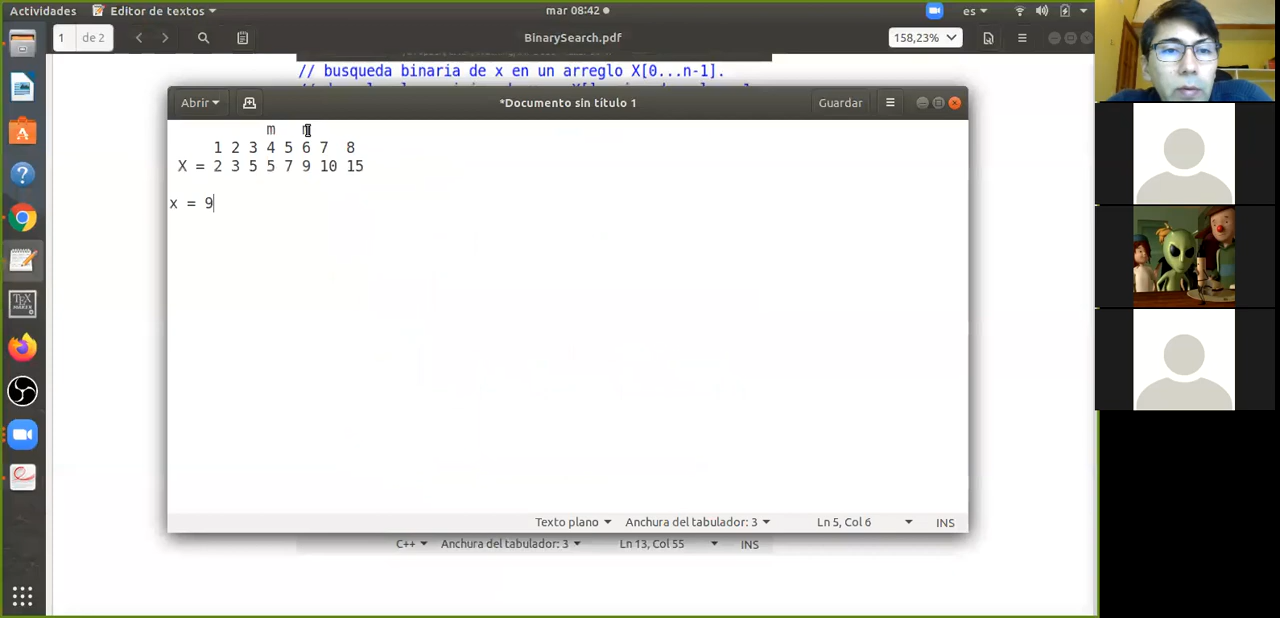 Actividades Editor de textos mar 08:42 es
1 de 2 BinarySearch.pdf 158,23%
// busqueda binaria de x en un arreglo X[0...n-1].
Abrir *Documento sin título 1 Guardar
m m
1 2 3 4 5 6 7 8
X = 2 3 5 5 7 9 10 15
x = 9
Texto plano Anchura del tabulador: 3 Ln 5, Col 6 INS
C++ Anchura del tabulador: 3 Ln 13, Col 55 INS